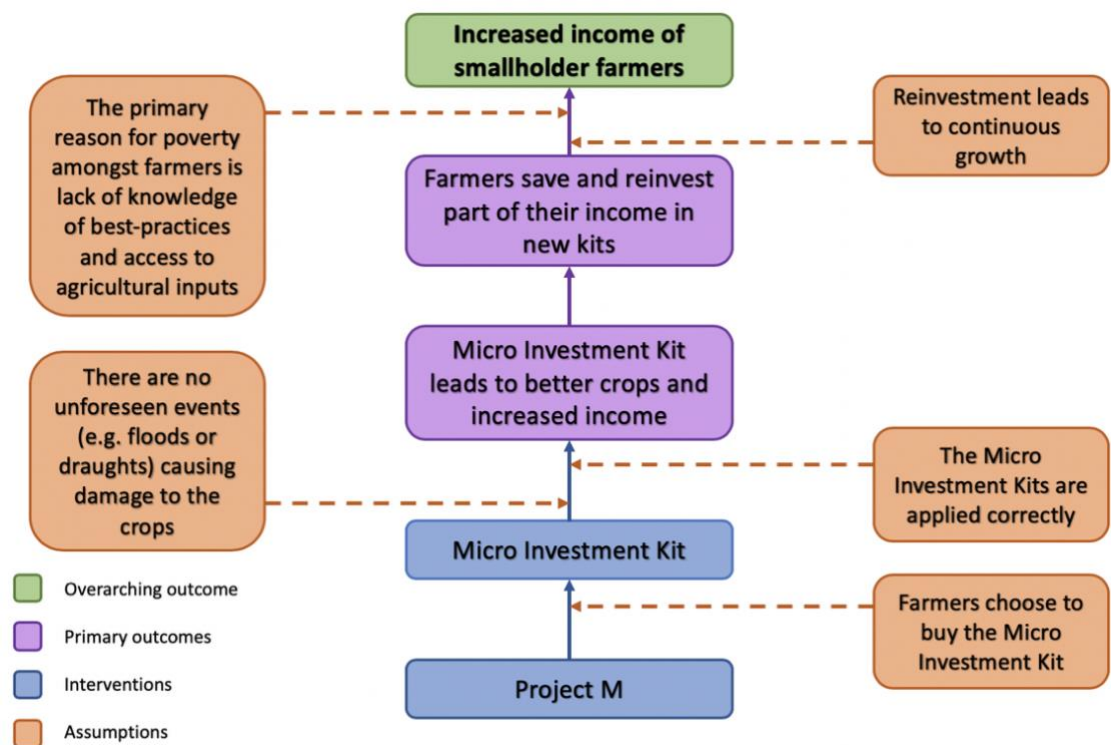 Increased income of
smallholder farmers
The primary
reason for poverty
amongst farmers is
lack of knowledge
of best-practices
and access to
agricultural inputs
Reinvestment leads
to continuous
growth
Farmers save and reinvest
part of their income in
new kits
Micro Investment Kit
leads to better crops and
increased income
There are no
unforeseen events
(e.g. floods or
draughts) causing
damage to the
crops
The Micro
Investment Kits are
applied correctly
Micro Investment Kit
Farmers choose to
buy the Micro
Investment Kit
Project M
Overarching outcome
Primary outcomes
Interventions
Assumptions